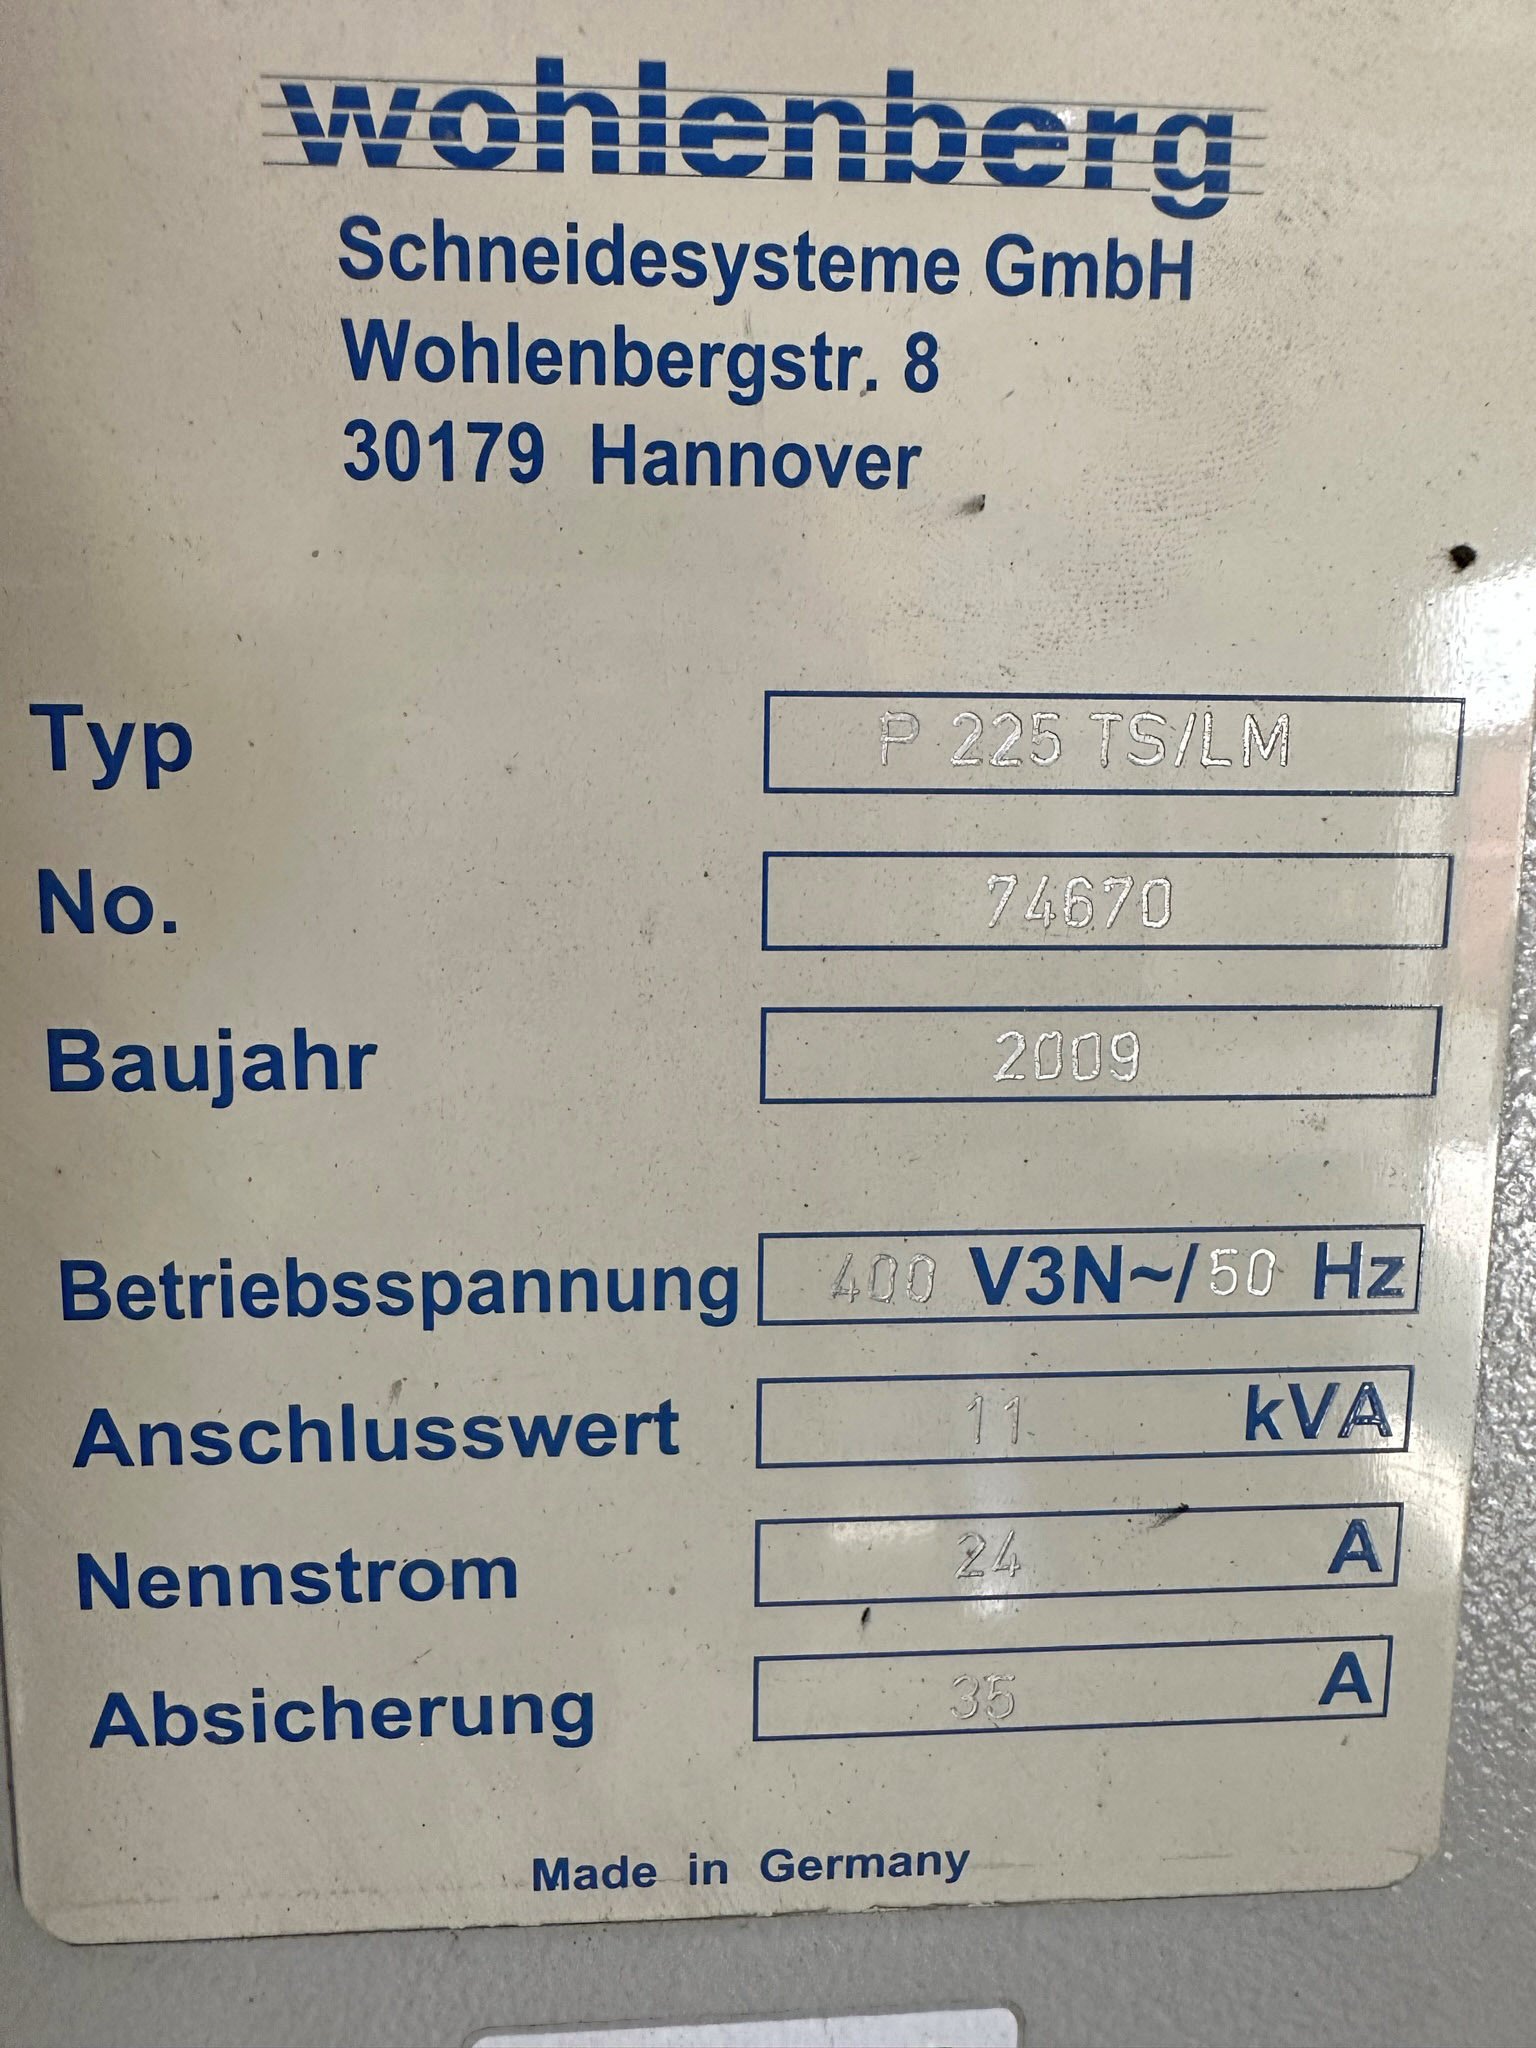 wohlenberg
Schneidesysteme GmbH
Wohlenbergstr. 8
30179 Hannover
Typ P 225 TS/LM
No. 74670
Baujahr 2009
Betriebsspannung 400 V3N~/50 Hz
Anschlusswert 11 kVA
Nennstrom 24 A
Absicherung 35 A
Made in Germany